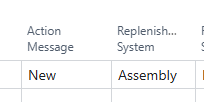 Action Message
Replenish... System
New
Assembly